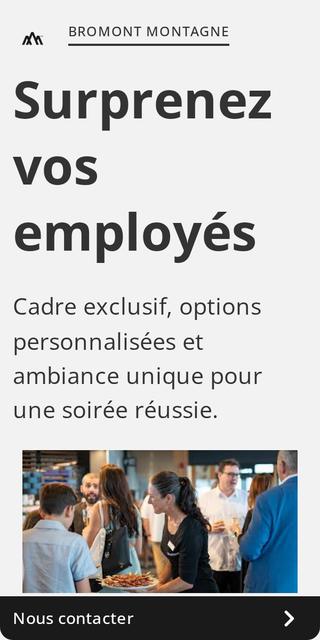 BROMONT MONTAGNE
Surprenez
vos
employés
Cadre exclusif, options
personnalisées et
ambiance unique pour
une soirée réussie.
Nous contacter